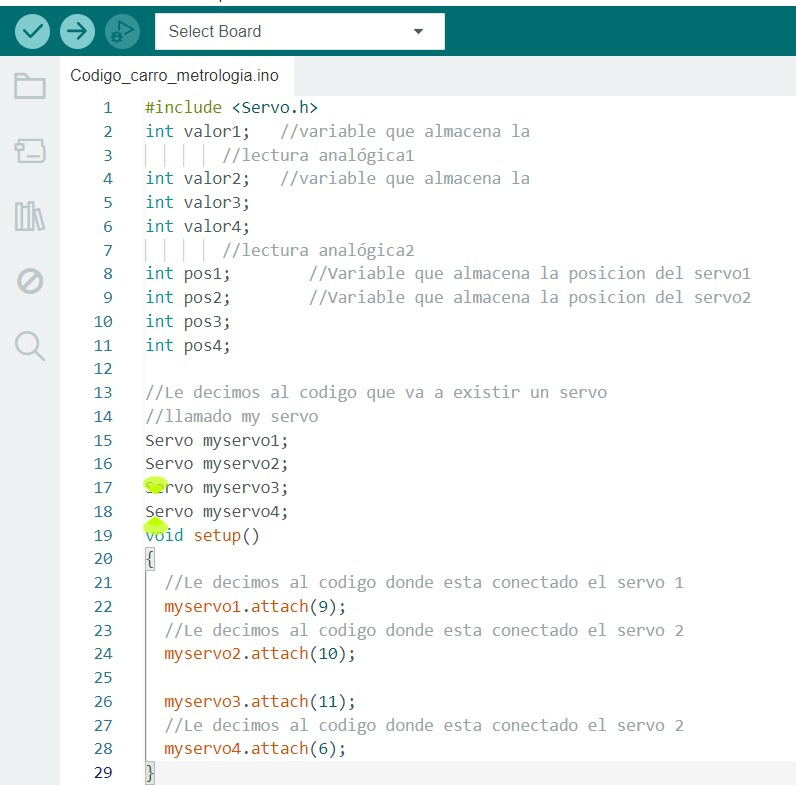 Select Board
Codigo_carro_metrologia.ino
1 #include <Servo.h>
2 int valor1; //variable que almacena la
3 //lectura analógica1
4 int valor2; //variable que almacena la
5 int valor3;
6 int valor4;
7 //lectura analógica2
8 int pos1; //Variable que almacena la posicion del servo1
9 int pos2; //Variable que almacena la posicion del servo2
10 int pos3;
11 int pos4;
12
13 //Le decimos al codigo que va a existir un servo
14 //llamado my servo
15 Servo myservo1;
16 Servo myservo2;
17 Servo myservo3;
18 Servo myservo4;
19 void setup()
20 {
21 //Le decimos al codigo donde esta conectado el servo 1
22 myservo1.attach(9);
23 //Le decimos al codigo donde esta conectado el servo 2
24 myservo2.attach(10);
25
26 myservo3.attach(11);
27 //Le decimos al codigo donde esta conectado el servo 2
28 myservo4.attach(6);
29 }